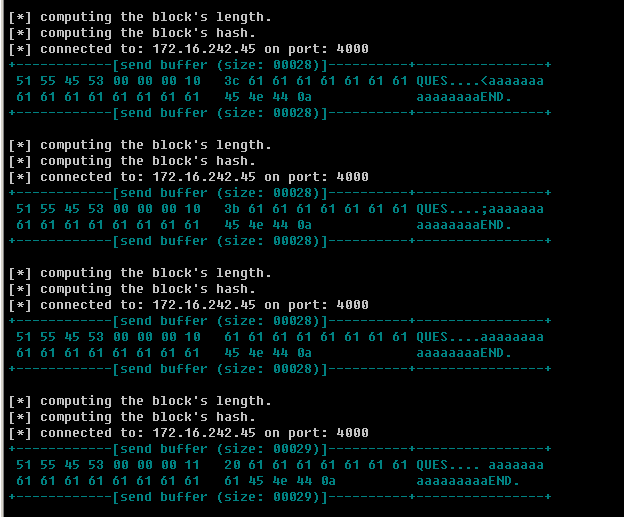 [*] computing the block's length.
[*] computing the block's hash.
[*] connected to: 172.16.242.45 on port: 4000
+------------[send buffer (size: 00028)]----------+----------------+
51 55 45 53 00 00 00 10   3c 61 61 61 61 61 61 61 QUES....<aaaaaaa
61 61 61 61 61 61 61 61   45 4e 44 0a             aaaaaaaaEND.
+------------[send buffer (size: 00028)]----------+----------------+
[*] computing the block's length.
[*] computing the block's hash.
[*] connected to: 172.16.242.45 on port: 4000
+------------[send buffer (size: 00028)]----------+----------------+
51 55 45 53 00 00 00 10   3b 61 61 61 61 61 61 61 QUES....;aaaaaaa
61 61 61 61 61 61 61 61   45 4e 44 0a             aaaaaaaaEND.
+------------[send buffer (size: 00028)]----------+----------------+
[*] computing the block's length.
[*] computing the block's hash.
[*] connected to: 172.16.242.45 on port: 4000
+------------[send buffer (size: 00028)]----------+----------------+
51 55 45 53 00 00 00 10   61 61 61 61 61 61 61 61 QUES....aaaaaaaa
61 61 61 61 61 61 61 61   45 4e 44 0a             aaaaaaaaEND.
+------------[send buffer (size: 00028)]----------+----------------+
[*] computing the block's length.
[*] computing the block's hash.
[*] connected to: 172.16.242.45 on port: 4000
+------------[send buffer (size: 00029)]----------+----------------+
51 55 45 53 00 00 00 11   20 61 61 61 61 61 61 61 QUES.... aaaaaaa
61 61 61 61 61 61 61 61   61 45 4e 44 0a          aaaaaaaaaEND.
+------------[send buffer (size: 00029)]----------+----------------+